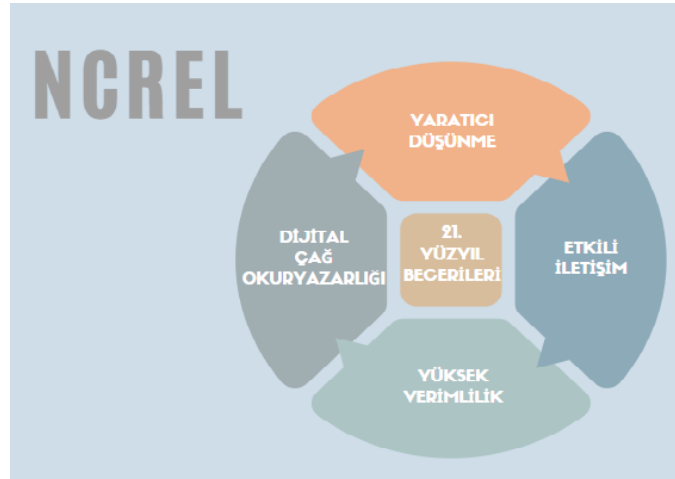 NCREL
YARATICI
DÜŞÜNME
DİJİTAL
ÇAĞ
OKURYAZARLIĞI
21.
YÜZYIL
BECERİLERİ
ETKİLİ
İLETİŞİM
YÜKSEK
VERİMLİLİK